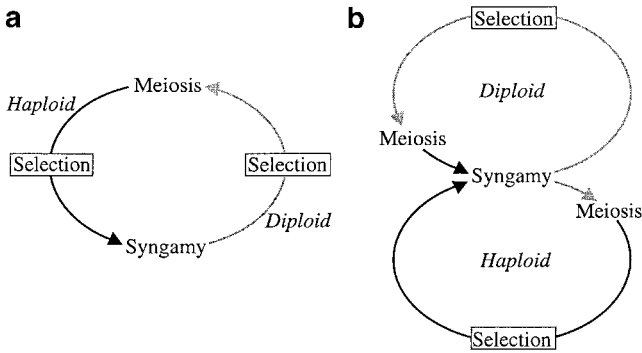 a
Meiosis
Haploid
Selection
Selection
Diploid
Syngamy
b
Selection
Diploid
Meiosis
Syngamy
Meiosis
Haploid
Selection